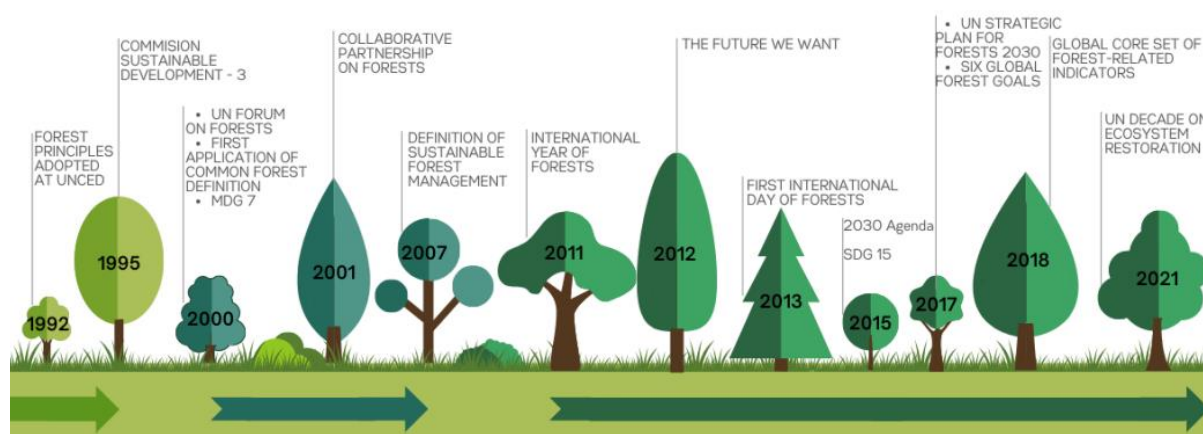 FOREST
PRINCIPLES
ADOPTED
AT UNCED
1992
COMMISION
SUSTAINABLE
DEVELOPMENT - 3
1995
• UN FORUM
ON FORESTS
• FIRST
APPLICATION OF
COMMON FOREST
DEFINITION
• MDG 7
2000
COLLABORATIVE
PARTNERSHIP
ON FORESTS
2001
DEFINITION OF
SUSTAINABLE
FOREST
MANAGEMENT
2007
INTERNATIONAL
YEAR OF
FORESTS
2011
THE FUTURE WE WANT
2012
FIRST INTERNATIONAL
DAY OF FORESTS
2013
2030 Agenda
SDG 15
2015
• UN STRATEGIC
PLAN FOR
FORESTS 2030
• SIX GLOBAL
FOREST GOALS
2017
GLOBAL CORE SET OF
FOREST-RELATED
INDICATORS
2018
UN DECADE ON
ECOSYSTEM
RESTORATION
2021